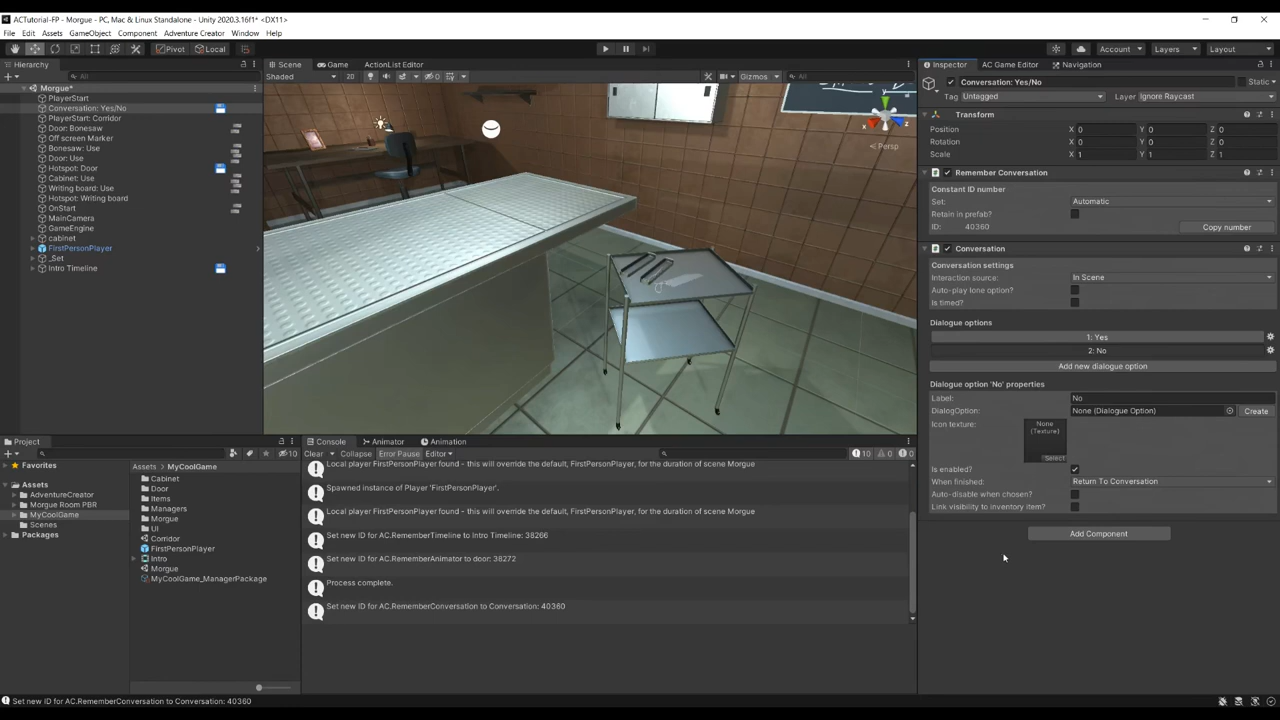 ACTutorial-FP - Morgue - PC, Mac & Linux Standalone - Unity 2020.3.16f1* <DX11>
File Edit Assets GameObject Component Adventure Creator Window Help
Pivot Local Account Layers Layout
Hierarchy
All
Morgue*
PlayerStart
Conversation: Yes/No
PlayerStart: Corridor
Door: Bonesaw
Off screen Marker
Bonesaw: Use
Door: Use
Hotspot: Door
Cabinet: Use
Writing board: Use
Hotspot: Writing board
OnStart
MainCamera
GameEngine
cabinet
FirstPersonPlayer
_Set
Intro Timeline
Scene Game ActionList Editor
Shaded 2D 0 Gizmos All
y
x z
Persp
Inspector AC Game Editor Navigation
Conversation: Yes/No Static
Tag Untagged Layer Ignore Raycast
Transform
Position X 0 Y 0 Z 0
Rotation X 0 Y 0 Z 0
Scale X 1 Y 1 Z 1
Remember Conversation
Constant ID number
Set: Automatic
Retain in prefab?
ID: 40360 Copy number
Conversation
Conversation settings
Interaction source: In Scene
Auto-play lone option?
Is timed?
Dialogue options
1: Yes
2: No
Add new dialogue option
Dialogue option 'No' properties
Label: No
DialogOption: None (Dialogue Option) Create
Icon texture: None (Texture) Select
Is enabled?
When finished: Return To Conversation
Auto-disable when chosen?
Link visibility to inventory item?
Add Component
Project
10
Favorites
Assets
AdventureCreator
Morgue Room PBR
MyCoolGame
Scenes
Packages
Assets > MyCoolGame
Cabinet
Door
Items
Managers
Morgue
UI
Corridor
FirstPersonPlayer
Intro
Morgue
MyCoolGame_ManagerPackage
Console Animator Animation
Clear Collapse Error Pause Editor 10 0 0
Local player FirstPersonPlayer found - this will override the default, FirstPersonPlayer, for the duration of scene Morgue
Spawned instance of Player 'FirstPersonPlayer'.
Local player FirstPersonPlayer found - this will override the default, FirstPersonPlayer, for the duration of scene Morgue
Set new ID for AC.RememberTimeline to Intro Timeline: 38266
Set new ID for AC.RememberAnimator to door: 38272
Process complete.
Set new ID for AC.RememberConversation to Conversation: 40360
Set new ID for AC.RememberConversation to Conversation: 40360